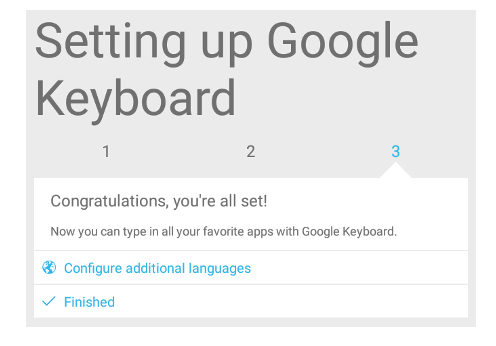 Setting up Google
Keyboard
1 2 3
Congratulations, you're all set!
Now you can type in all your favorite apps with Google Keyboard.
Configure additional languages
Finished